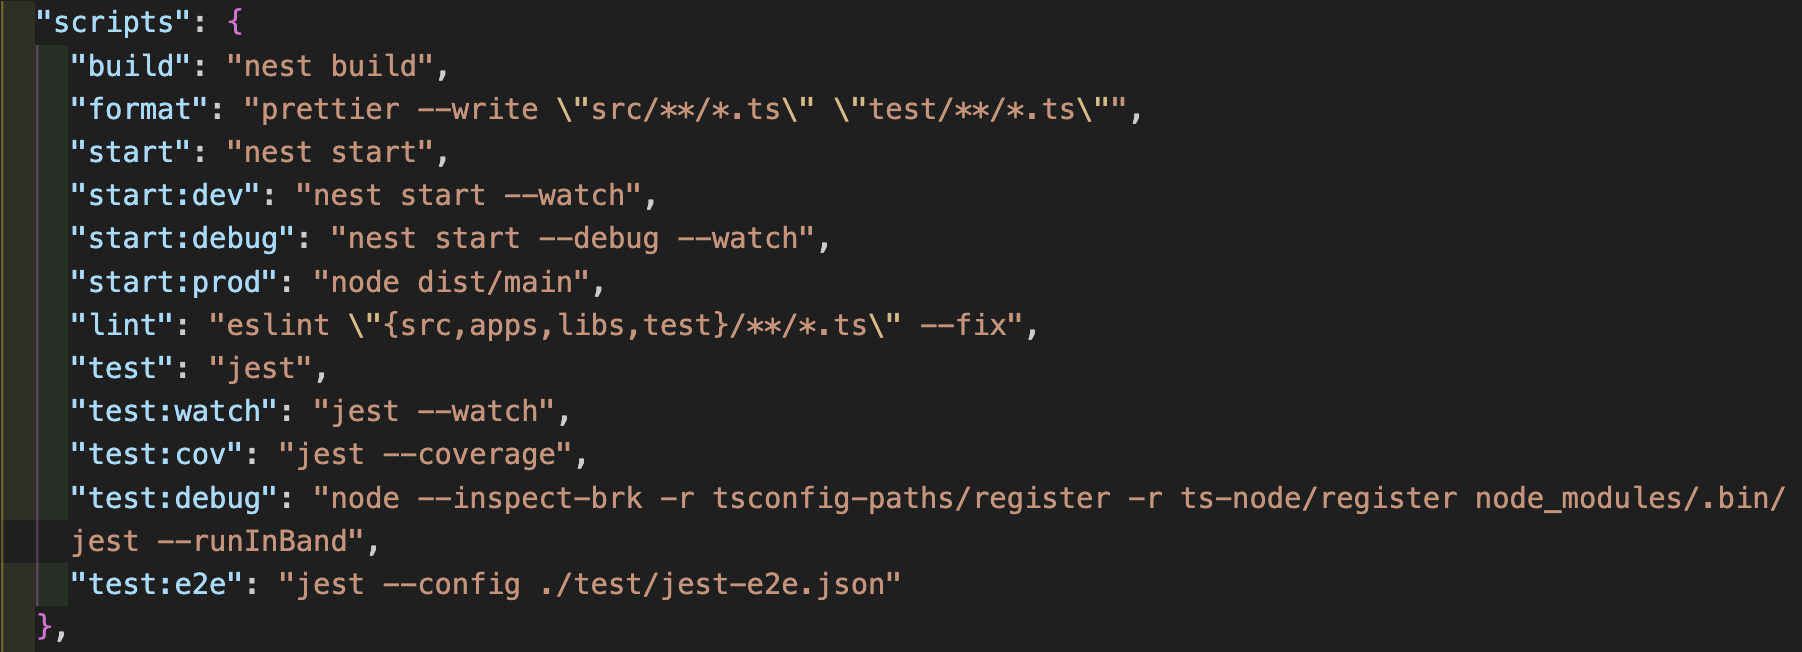 "scripts": {
"build": "nest build",
"format": "prettier --write \"src/**/*.ts\" \"test/**/*.ts\"",
"start": "nest start",
"start:dev": "nest start --watch",
"start:debug": "nest start --debug --watch",
"start:prod": "node dist/main",
"lint": "eslint \"{src,apps,libs,test}/**/*.ts\" --fix",
"test": "jest",
"test:watch": "jest --watch",
"test:cov": "jest --coverage",
"test:debug": "node --inspect-brk -r tsconfig-paths/register -r ts-node/register node_modules/.bin/
jest --runInBand",
"test:e2e": "jest --config ./test/jest-e2e.json"
},